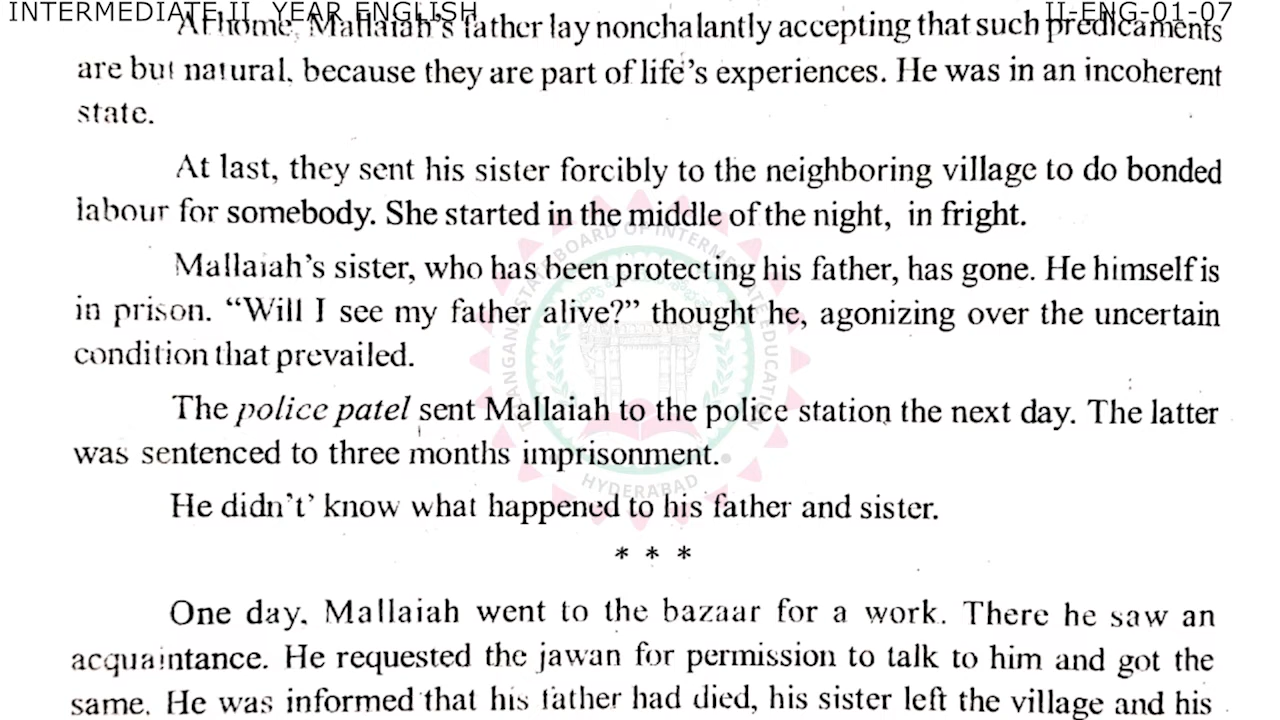 INTERMEDIATE II YEAR ENGLISH II-ENG-01-07
At home, Mallaiah's father lay nonchalantly accepting that such predicaments
are but natural, because they are part of life's experiences. He was in an incoherent
state.
At last, they sent his sister forcibly to the neighboring village to do bonded
labour for somebody. She started in the middle of the night, in fright.
Mallaiah's sister, who has been protecting his father, has gone. He himself is
in prison. “Will I see my father alive?” thought he, agonizing over the uncertain
condition that prevailed.
The police patel sent Mallaiah to the police station the next day. The latter
was sentenced to three months imprisonment.
He didn't' know what happened to his father and sister.
* * *
One day, Mallaiah went to the bazaar for a work. There he saw an
acquaintance. He requested the jawan for permission to talk to him and got the
same. He was informed that his father had died, his sister left the village and his
TELANGANA STATE BOARD OF INTERMEDIATE EDUCATION
HYDERABAD